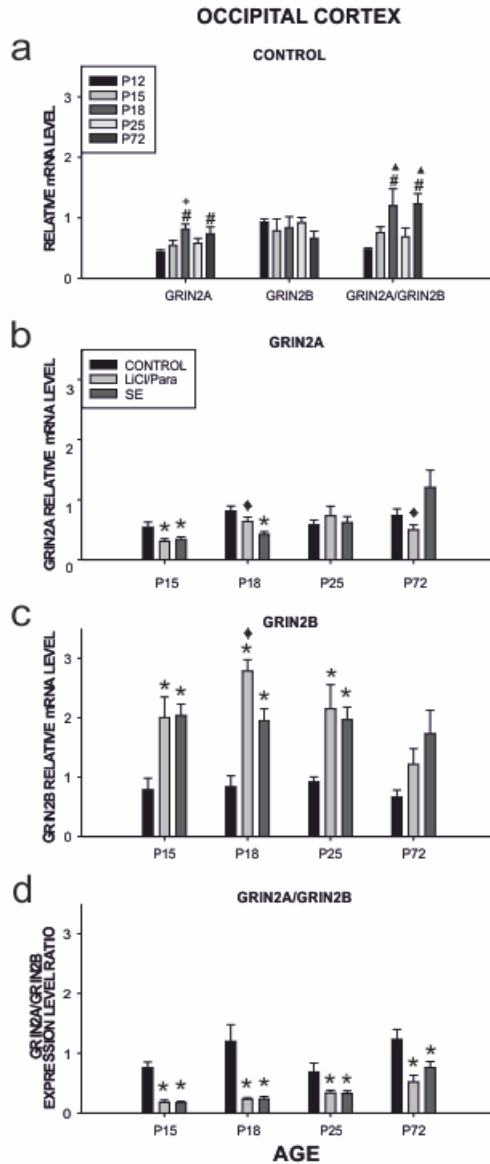 OCCIPITAL CORTEX
a
CONTROL
P12
P15
P18
P25
P72
RELATIVE mRNA LEVEL
3
2
1
0
+
# #
▲ ▲
# #
GRIN2A GRIN2B GRIN2A/GRIN2B
b
GRIN2A
CONTROL
LiCl/Para
SE
GRIN2A RELATIVE mRNA LEVEL
3
2
1
0
* * ♦ * ♦
P15 P18 P25 P72
c
GRIN2B
GRIN2B RELATIVE mRNA LEVEL
3
2
1
0
♦
* * * * * *
P15 P18 P25 P72
d
GRIN2A/GRIN2B
GRIN2A/GRIN2B
EXPRESSION LEVEL RATIO
3
2
1
0
* * * * * * * *
P15 P18 P25 P72
AGE